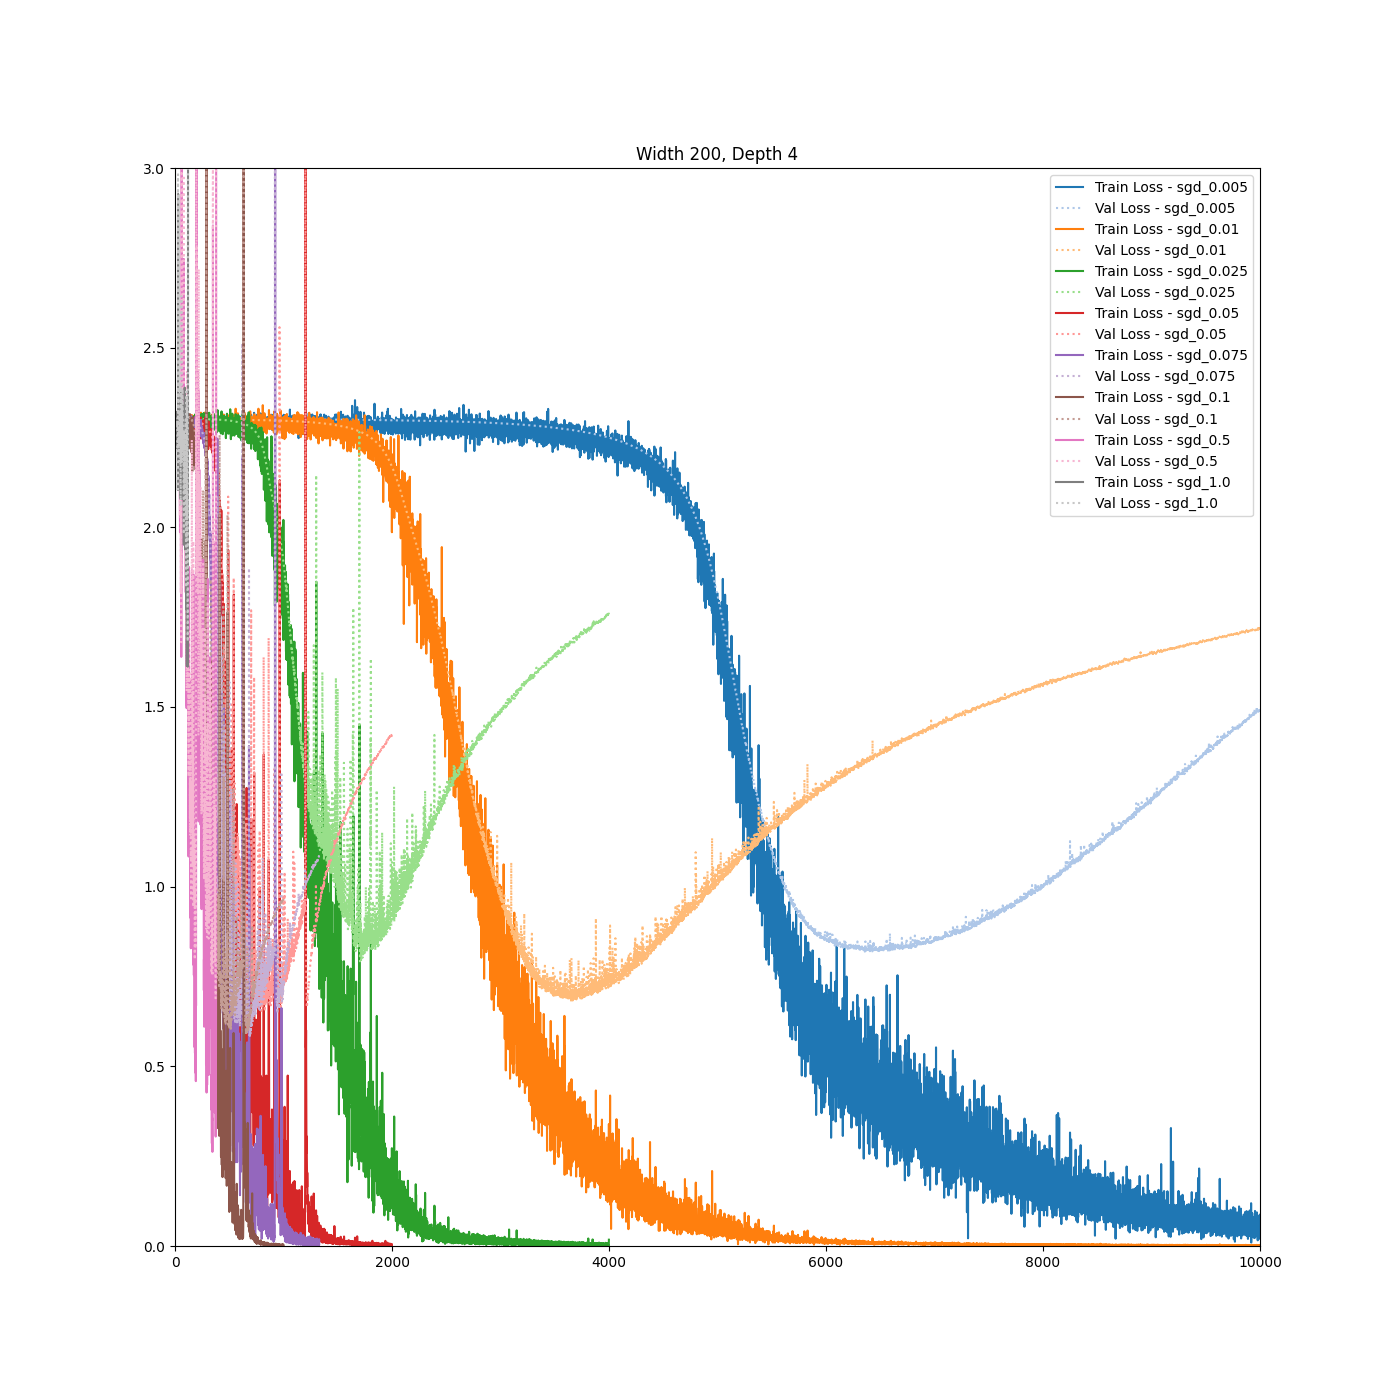 Width 200, Depth 4
3.0
2.5
2.0
1.5
1.0
0.5
0.0
0
2000
4000
6000
8000
10000
Train Loss - sgd_0.005
Val Loss - sgd_0.005
Train Loss - sgd_0.01
Val Loss - sgd_0.01
Train Loss - sgd_0.025
Val Loss - sgd_0.025
Train Loss - sgd_0.05
Val Loss - sgd_0.05
Train Loss - sgd_0.075
Val Loss - sgd_0.075
Train Loss - sgd_0.1
Val Loss - sgd_0.1
Train Loss - sgd_0.5
Val Loss - sgd_0.5
Train Loss - sgd_1.0
Val Loss - sgd_1.0